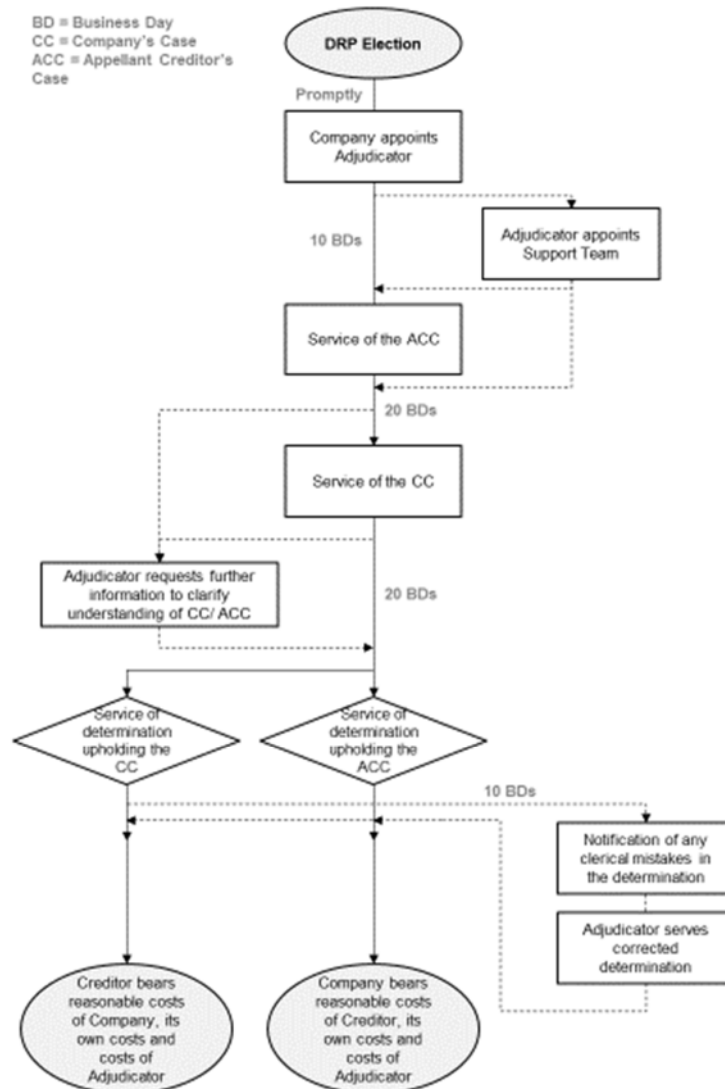 BD = Business Day
CC = Company's Case
ACC = Appellant Creditor's
Case
DRP Election
Promptly
Company appoints
Adjudicator
10 BDs
Adjudicator appoints
Support Team
Service of the ACC
20 BDs
Service of the CC
Adjudicator requests further
information to clarify
understanding of CC/ ACC
20 BDs
Service of
determination
upholding the
CC
Service of
determination
upholding the
ACC
10 BDs
Notification of any
clerical mistakes in
the determination
Adjudicator serves
corrected
determination
Creditor bears
reasonable costs
of Company, its
own costs and
costs of
Adjudicator
Company bears
reasonable costs
of Creditor, its
own costs and
costs of
Adjudicator